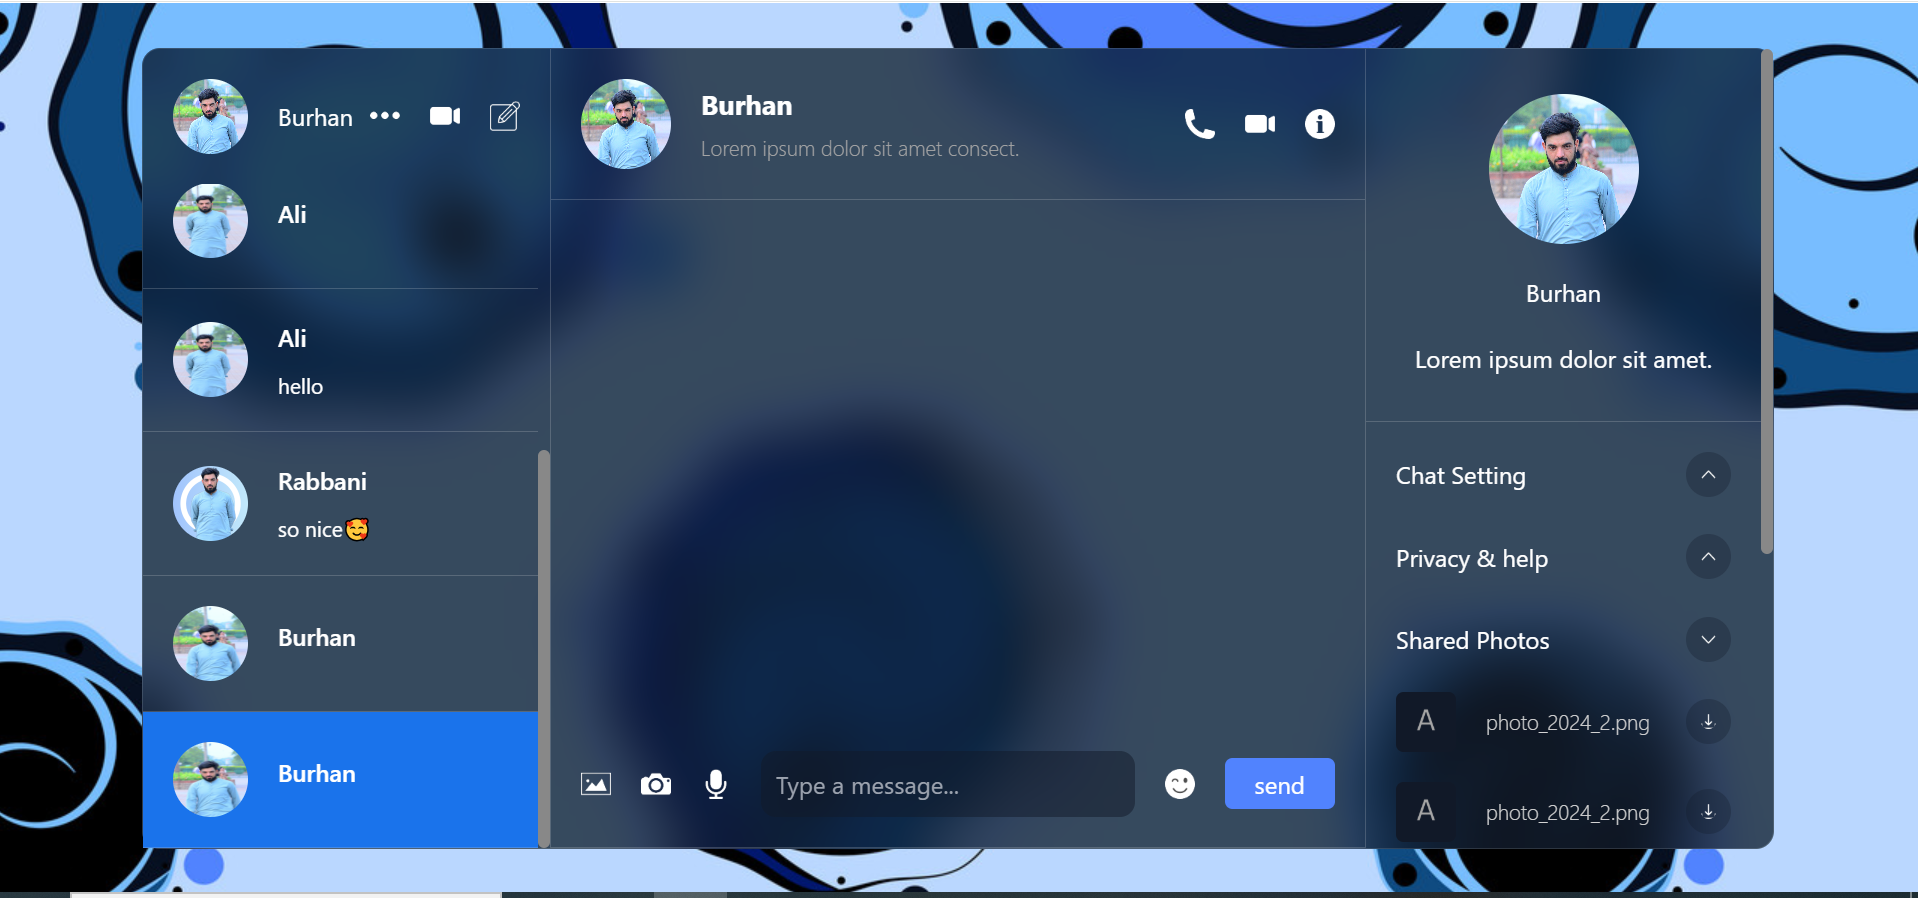 Burhan
Ali
Ali
hello
Rabbani
so nice🥰
Burhan
Burhan
Burhan
Lorem ipsum dolor sit amet consect.
Type a message...
send
Burhan
Lorem ipsum dolor sit amet.
Chat Setting
Privacy & help
Shared Photos
A photo_2024_2.png
A photo_2024_2.png